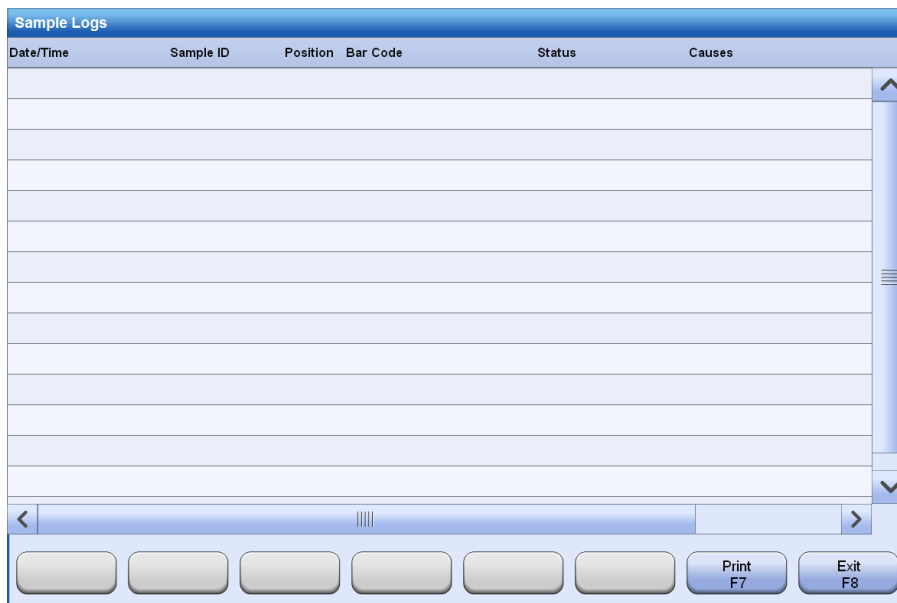 Sample Logs
Date/Time Sample ID Position Bar Code Status Causes
Print
F7
Exit
F8